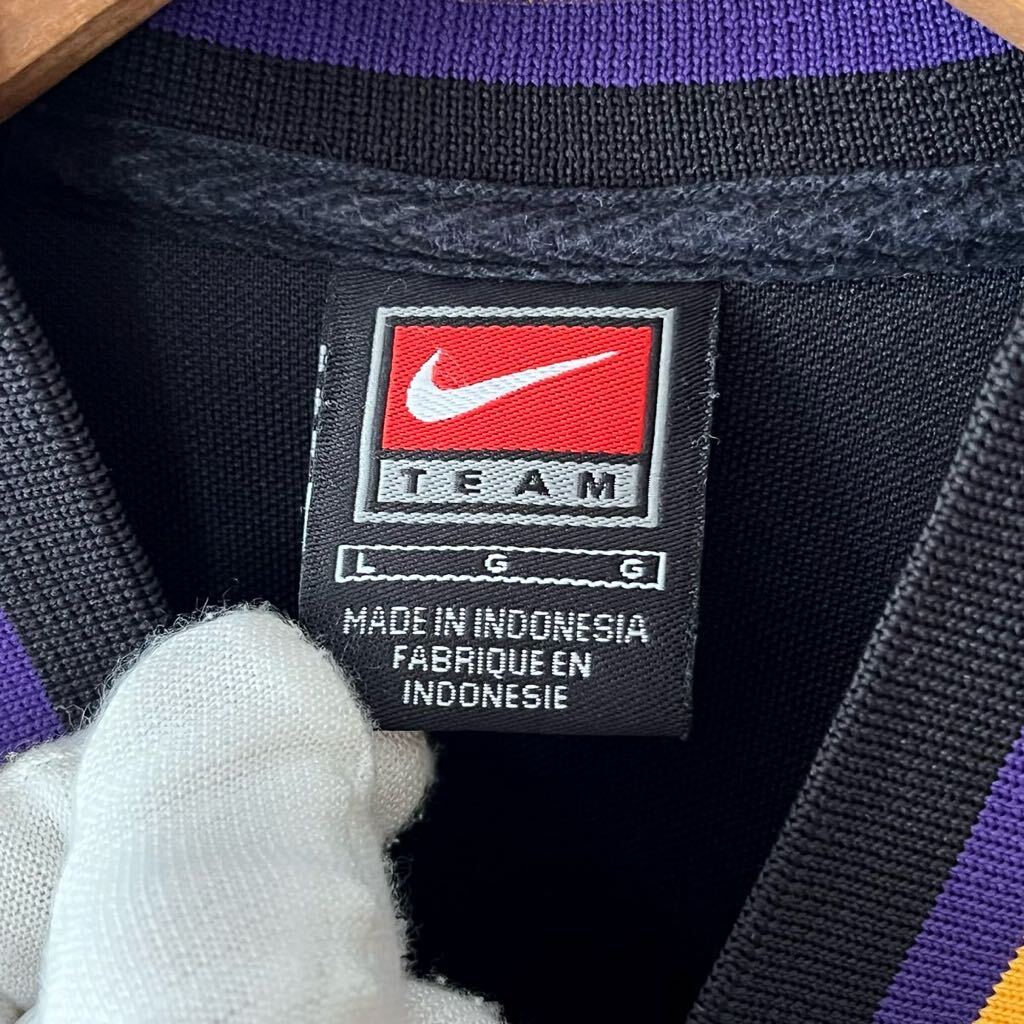 TEAM
L G G
MADE IN INDONESIA
FABRIQUE EN
INDONESIE